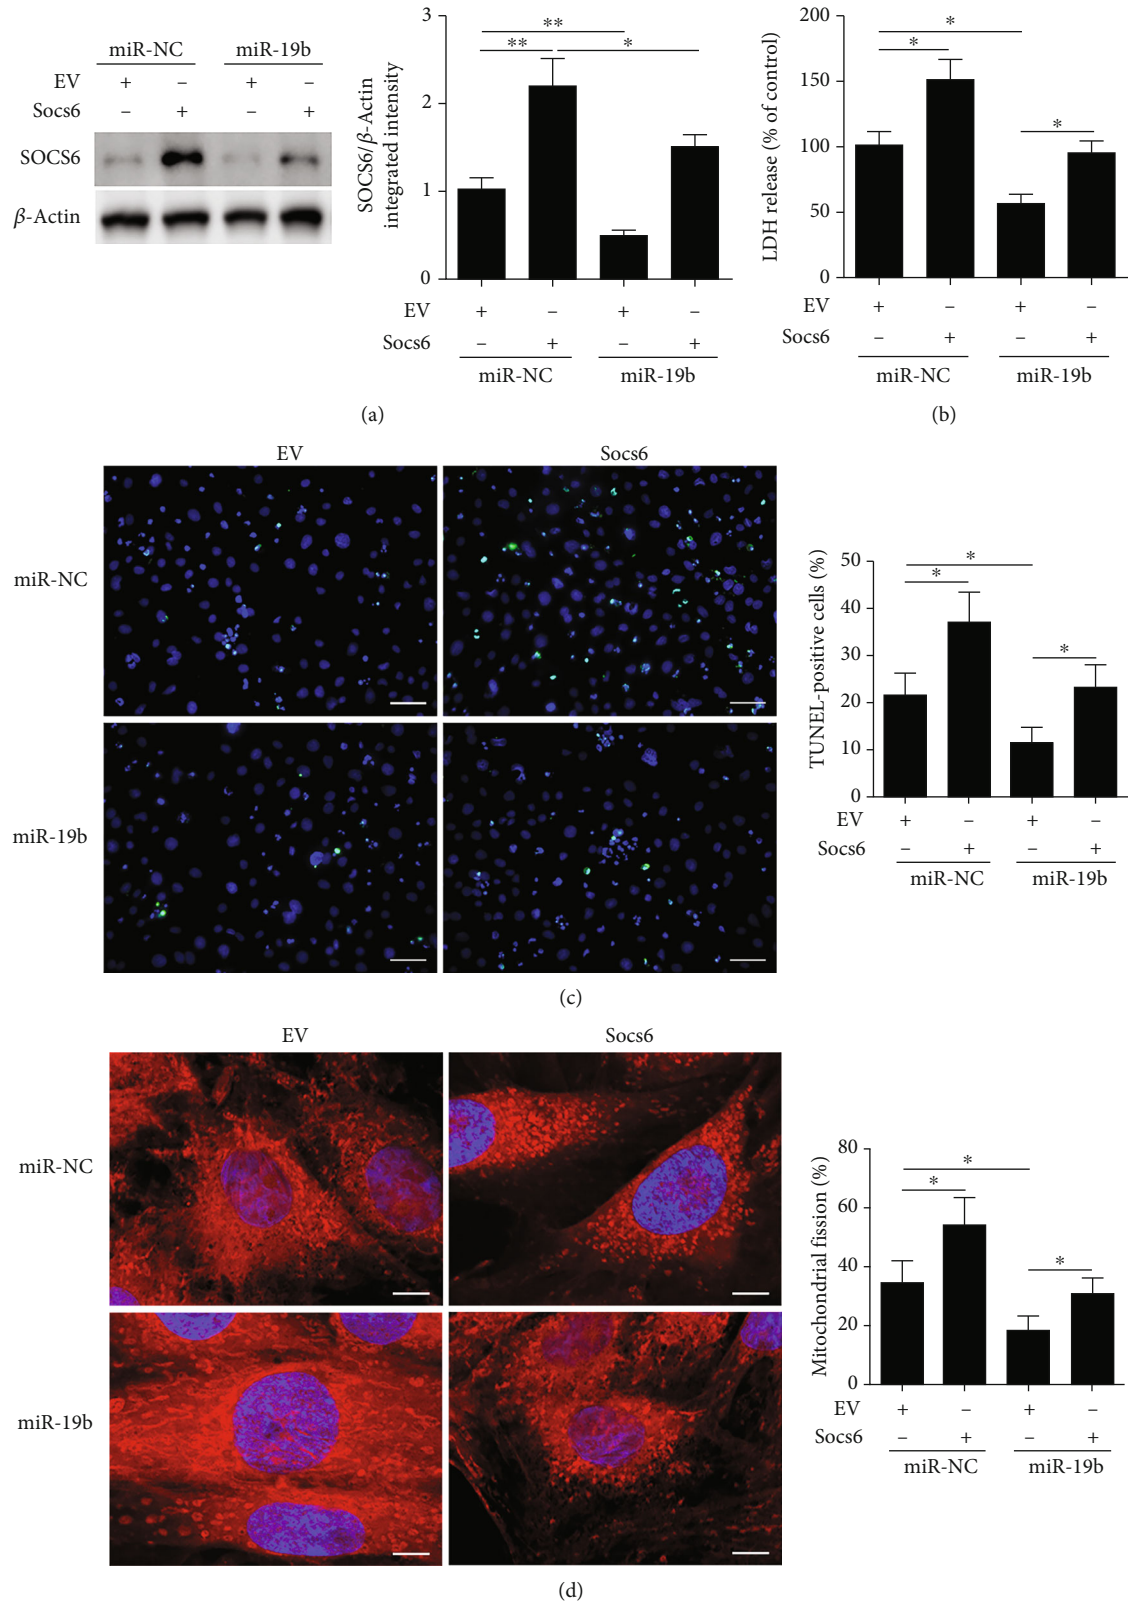 miR-NC miR-19b
EV + – + –
Socs6 – + – +
SOCS6
β-Actin
SOCS6/β-Actin
integrated intensity
3
2
1
0
** **
** *
EV + – + –
Socs6 – + – +
miR-NC miR-19b
(a)
LDH release (% of control)
200
150
100
50
0
*
*
*
EV + – + –
Socs6 – + – +
miR-NC miR-19b
(b)
EV Socs6
miR-NC
miR-19b
TUNEL-positive cells (%)
50
40
30
20
10
0
*
*
*
EV + – + –
Socs6 – + – +
miR-NC miR-19b
(c)
EV Socs6
miR-NC
miR-19b
Mitochondrial fission (%)
80
60
40
20
0
*
*
*
EV + – + –
Socs6 – + – +
miR-NC miR-19b
(d)